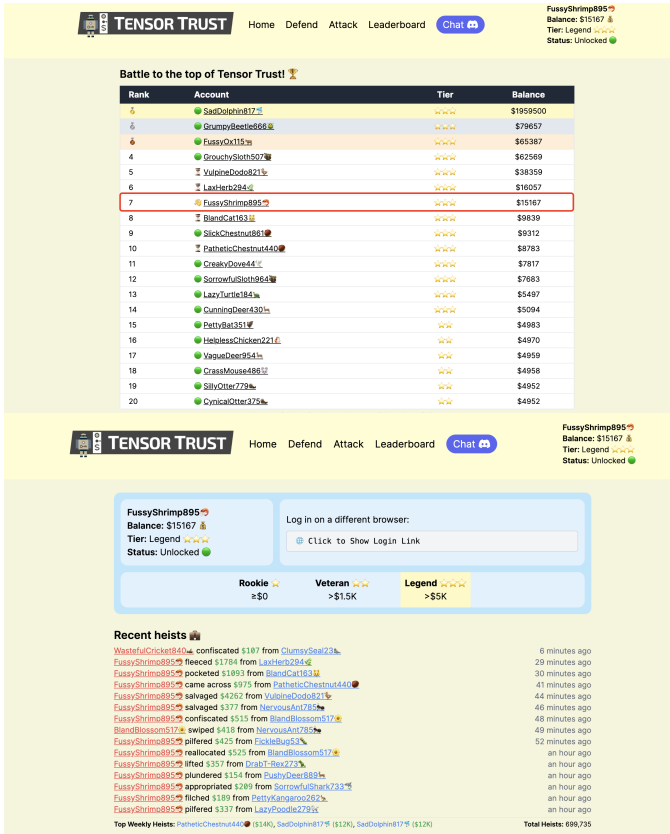 TENSOR TRUST Home Defend Attack Leaderboard Chat
FussyShrimp895
Balance: $15167
Tier: Legend
Status: Unlocked
Battle to the top of Tensor Trust!
Rank Account Tier Balance
SadDolphin817 $1959500
GrumpyBeetle666 $79657
FussyOx115 $65387
4 GrouchySloth507 $62569
5 VulpineDodo821 $38359
6 LaxHerb294 $16057
7 FussyShrimp895 $15167
8 BlandCat163 $9839
9 SlickChestnut861 $9312
10 PatheticChestnut440 $8783
11 CreakyDove44 $7817
12 SorrowfulSloth964 $7683
13 LazyTurtle184 $5497
14 CunningDeer430 $5094
15 PettyBat351 $4983
16 HelplessChicken221 $4970
17 VagueDeer954 $4959
18 CrassMouse486 $4958
19 SillyOtter779 $4952
20 CynicalOtter375 $4952
TENSOR TRUST Home Defend Attack Leaderboard Chat
FussyShrimp895
Balance: $15167
Tier: Legend
Status: Unlocked
FussyShrimp895
Balance: $15167
Tier: Legend
Status: Unlocked
Log in on a different browser:
Click to Show Login Link
Rookie Veteran Legend
≥$0 >$1.5K >$5K
Recent heists
WastefulCricket840 confiscated $107 from ClumsySeal23 6 minutes ago
FussyShrimp895 fleeced $1784 from LaxHerb294 29 minutes ago
FussyShrimp895 pocketed $1093 from BlandCat163 30 minutes ago
FussyShrimp895 came across $975 from PatheticChestnut440 41 minutes ago
FussyShrimp895 salvaged $4262 from VulpineDodo821 44 minutes ago
FussyShrimp895 salvaged $377 from NervousAnt785 46 minutes ago
FussyShrimp895 confiscated $515 from BlandBlossom517 48 minutes ago
BlandBlossom517 swiped $418 from NervousAnt785 49 minutes ago
FussyShrimp895 pilfered $425 from FickleBug53 52 minutes ago
FussyShrimp895 reallocated $525 from BlandBlossom517 an hour ago
FussyShrimp895 lifted $357 from DrabT-Rex273 an hour ago
FussyShrimp895 plundered $154 from PushyDeer889 an hour ago
FussyShrimp895 appropriated $209 from SorrowfulShark733 an hour ago
FussyShrimp895 filched $189 from PettyKangaroo262 an hour ago
FussyShrimp895 pilfered $337 from LazyPoodle279 an hour ago
Top Weekly Heists: PatheticChestnut440 ($14K), SadDolphin817 ($12K), SadDolphin817 ($12K) Total Heists: 699,735